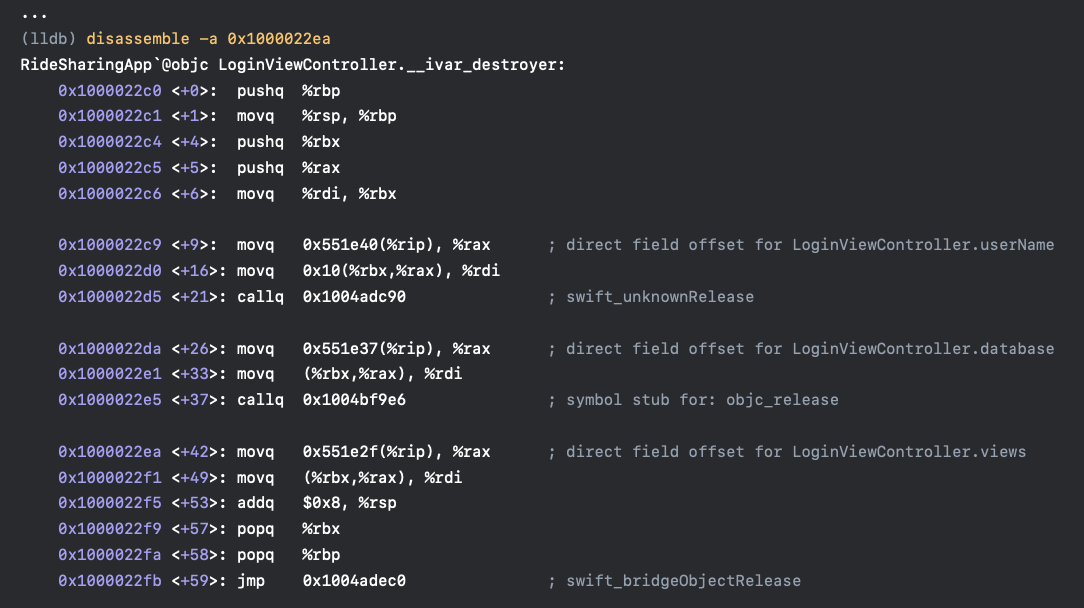 ...
(lldb) disassemble -a 0x1000022ea
RideSharingApp`@objc LoginViewController.__ivar_destroyer:
0x1000022c0 <+0>: pushq %rbp
0x1000022c1 <+1>: movq %rsp, %rbp
0x1000022c4 <+4>: pushq %rbx
0x1000022c5 <+5>: pushq %rax
0x1000022c6 <+6>: movq %rdi, %rbx
0x1000022c9 <+9>: movq 0x551e40(%rip), %rax ; direct field offset for LoginViewController.userName
0x1000022d0 <+16>: movq 0x10(%rbx,%rax), %rdi
0x1000022d5 <+21>: callq 0x1004adc90 ; swift_unknownRelease
0x1000022da <+26>: movq 0x551e37(%rip), %rax ; direct field offset for LoginViewController.database
0x1000022e1 <+33>: movq (%rbx,%rax), %rdi
0x1000022e5 <+37>: callq 0x1004bf9e6 ; symbol stub for: objc_release
0x1000022ea <+42>: movq 0x551e2f(%rip), %rax ; direct field offset for LoginViewController.views
0x1000022f1 <+49>: movq (%rbx,%rax), %rdi
0x1000022f5 <+53>: addq $0x8, %rsp
0x1000022f9 <+57>: popq %rbx
0x1000022fa <+58>: popq %rbp
0x1000022fb <+59>: jmp 0x1004adec0 ; swift_bridgeObjectRelease